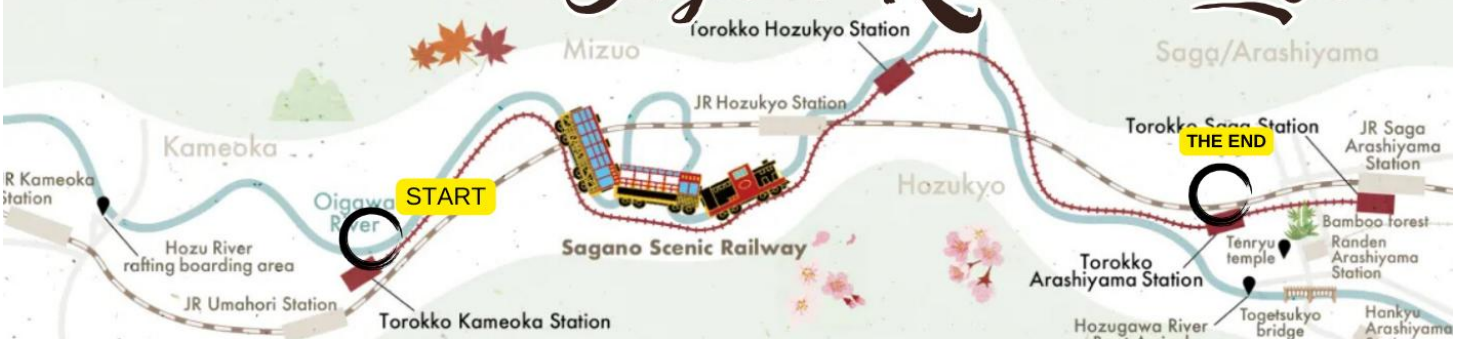 Torokko Hozukyo Station
Mizuo
Saga/Arashiyama
JR Hozukyo Station
Kameoka
Torokko Saga Station
THE END
JR Saga
Arashiyama
Station
R Kameoka
Station
Oigawa
River
START
Hozukyo
Bamboo forest
Hozu River
rafting boarding area
Sagano Scenic Railway
Tenryu
temple
Randen
Arashiyama
Station
Torokko
Arashiyama Station
JR Umahori Station
Torokko Kameoka Station
Togetsukyo
bridge
Hozugawa River
Hankyu
Arashiyama